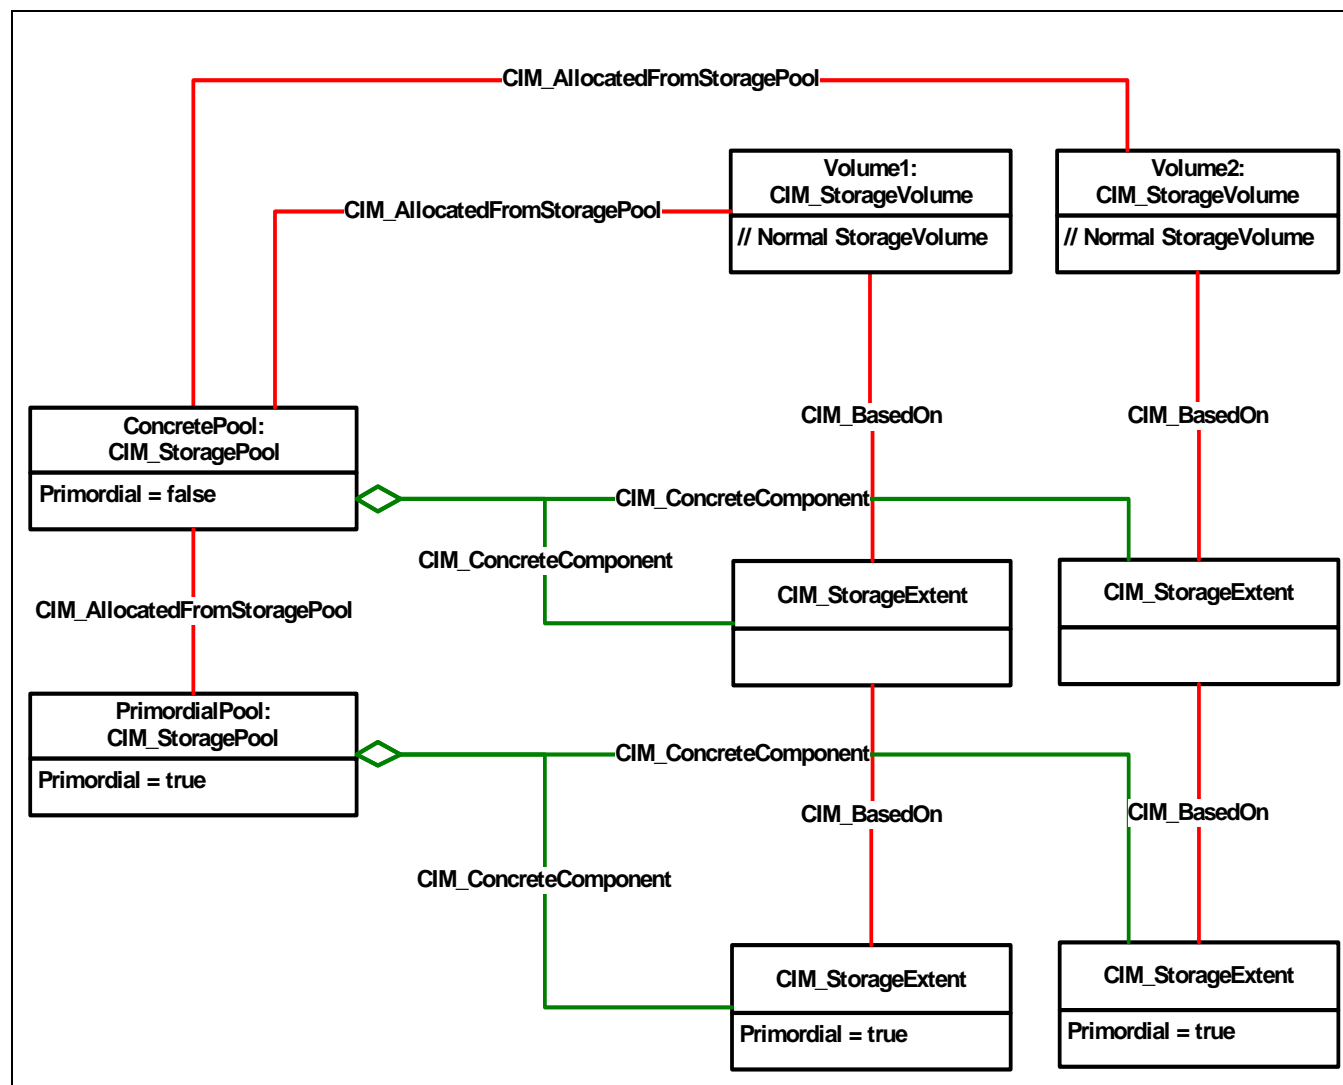 CIM_AllocatedFromStoragePool
Volume1:
CIM_StorageVolume
// Normal StorageVolume
Volume2:
CIM_StorageVolume
// Normal StorageVolume
CIM_AllocatedFromStoragePool
CIM_BasedOn
CIM_BasedOn
ConcretePool:
CIM_StoragePool
Primordial = false
CIM_ConcreteComponent
CIM_ConcreteComponent
CIM_StorageExtent
CIM_StorageExtent
CIM_AllocatedFromStoragePool
PrimordialPool:
CIM_StoragePool
Primordial = true
CIM_ConcreteComponent
CIM_BasedOn
CIM_BasedOn
CIM_ConcreteComponent
CIM_StorageExtent
Primordial = true
CIM_StorageExtent
Primordial = true